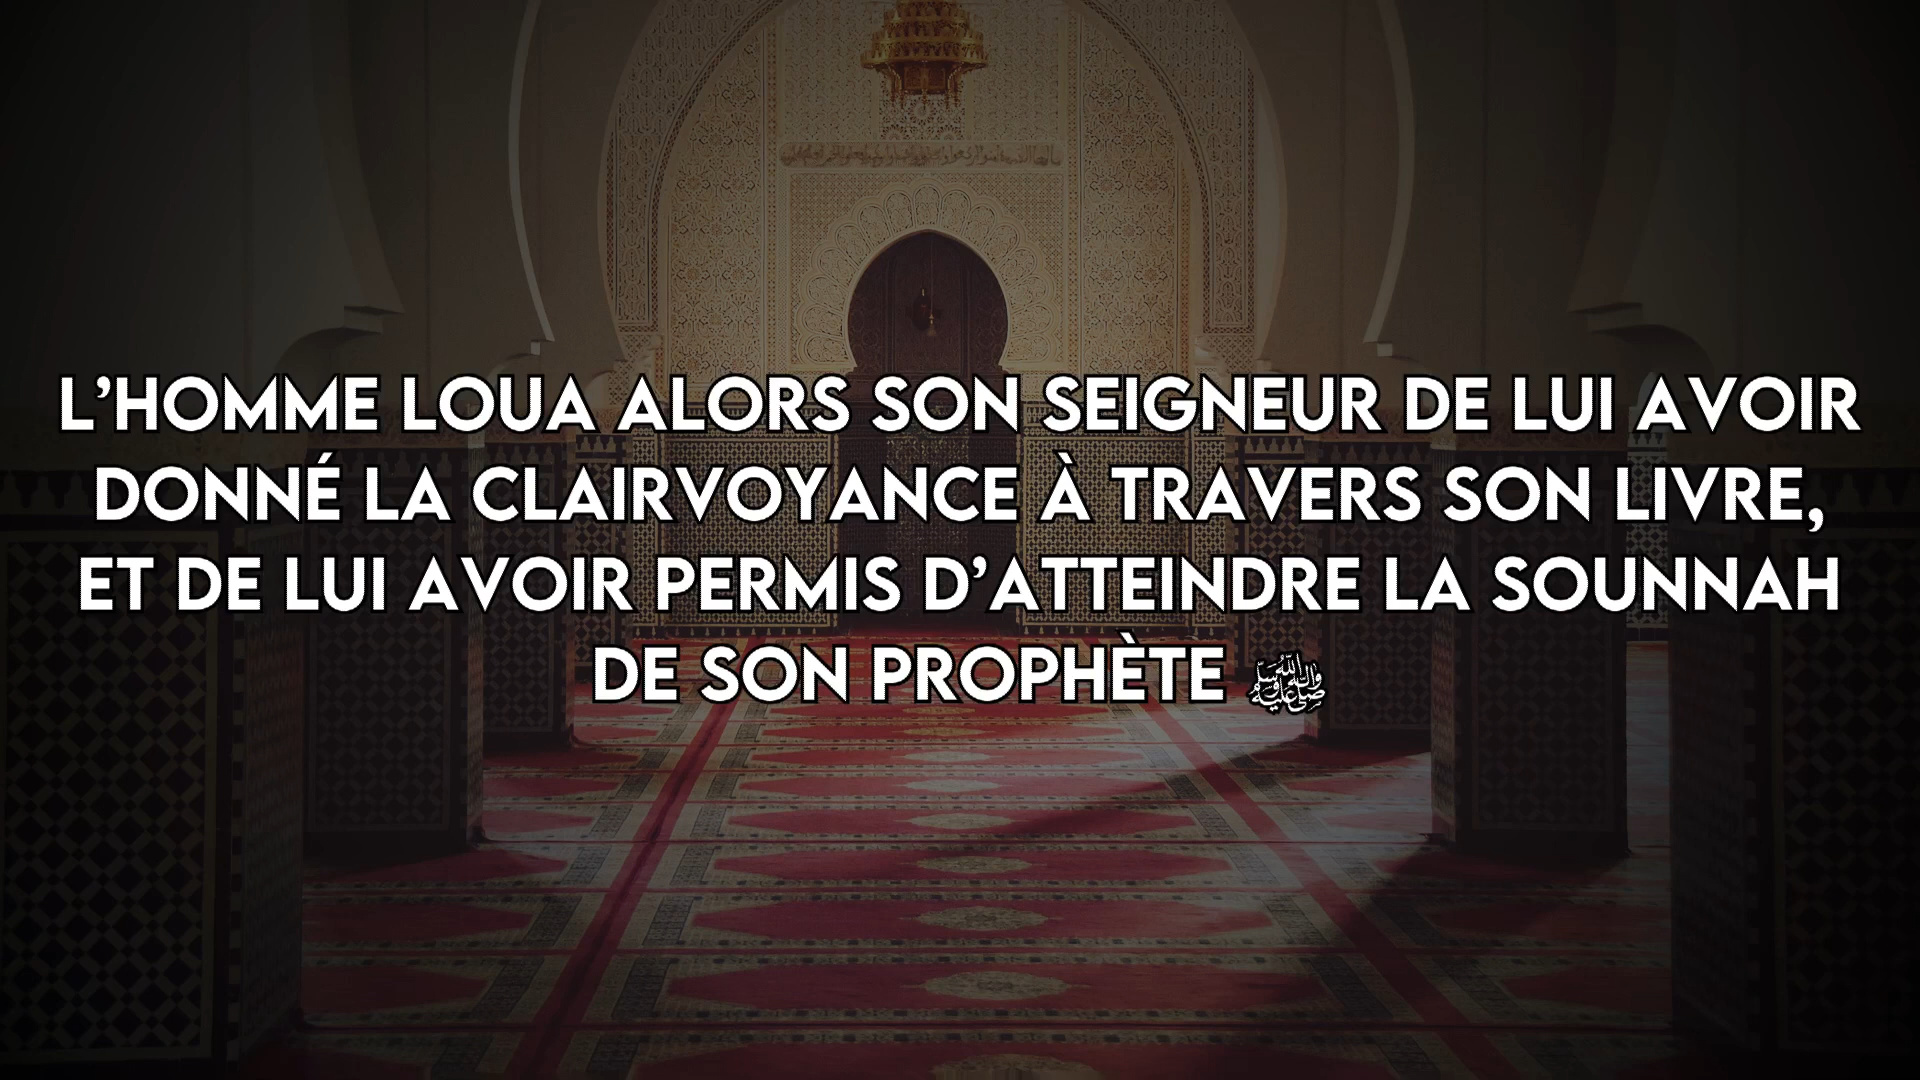 L’HOMME LOUA ALORS SON SEIGNEUR DE LUI AVOIR
DONNÉ LA CLAIRVOYANCE À TRAVERS SON LIVRE,
ET DE LUI AVOIR PERMIS D’ATTEINDRE LA SOUNNAH
DE SON PROPHÈTE ﷺ